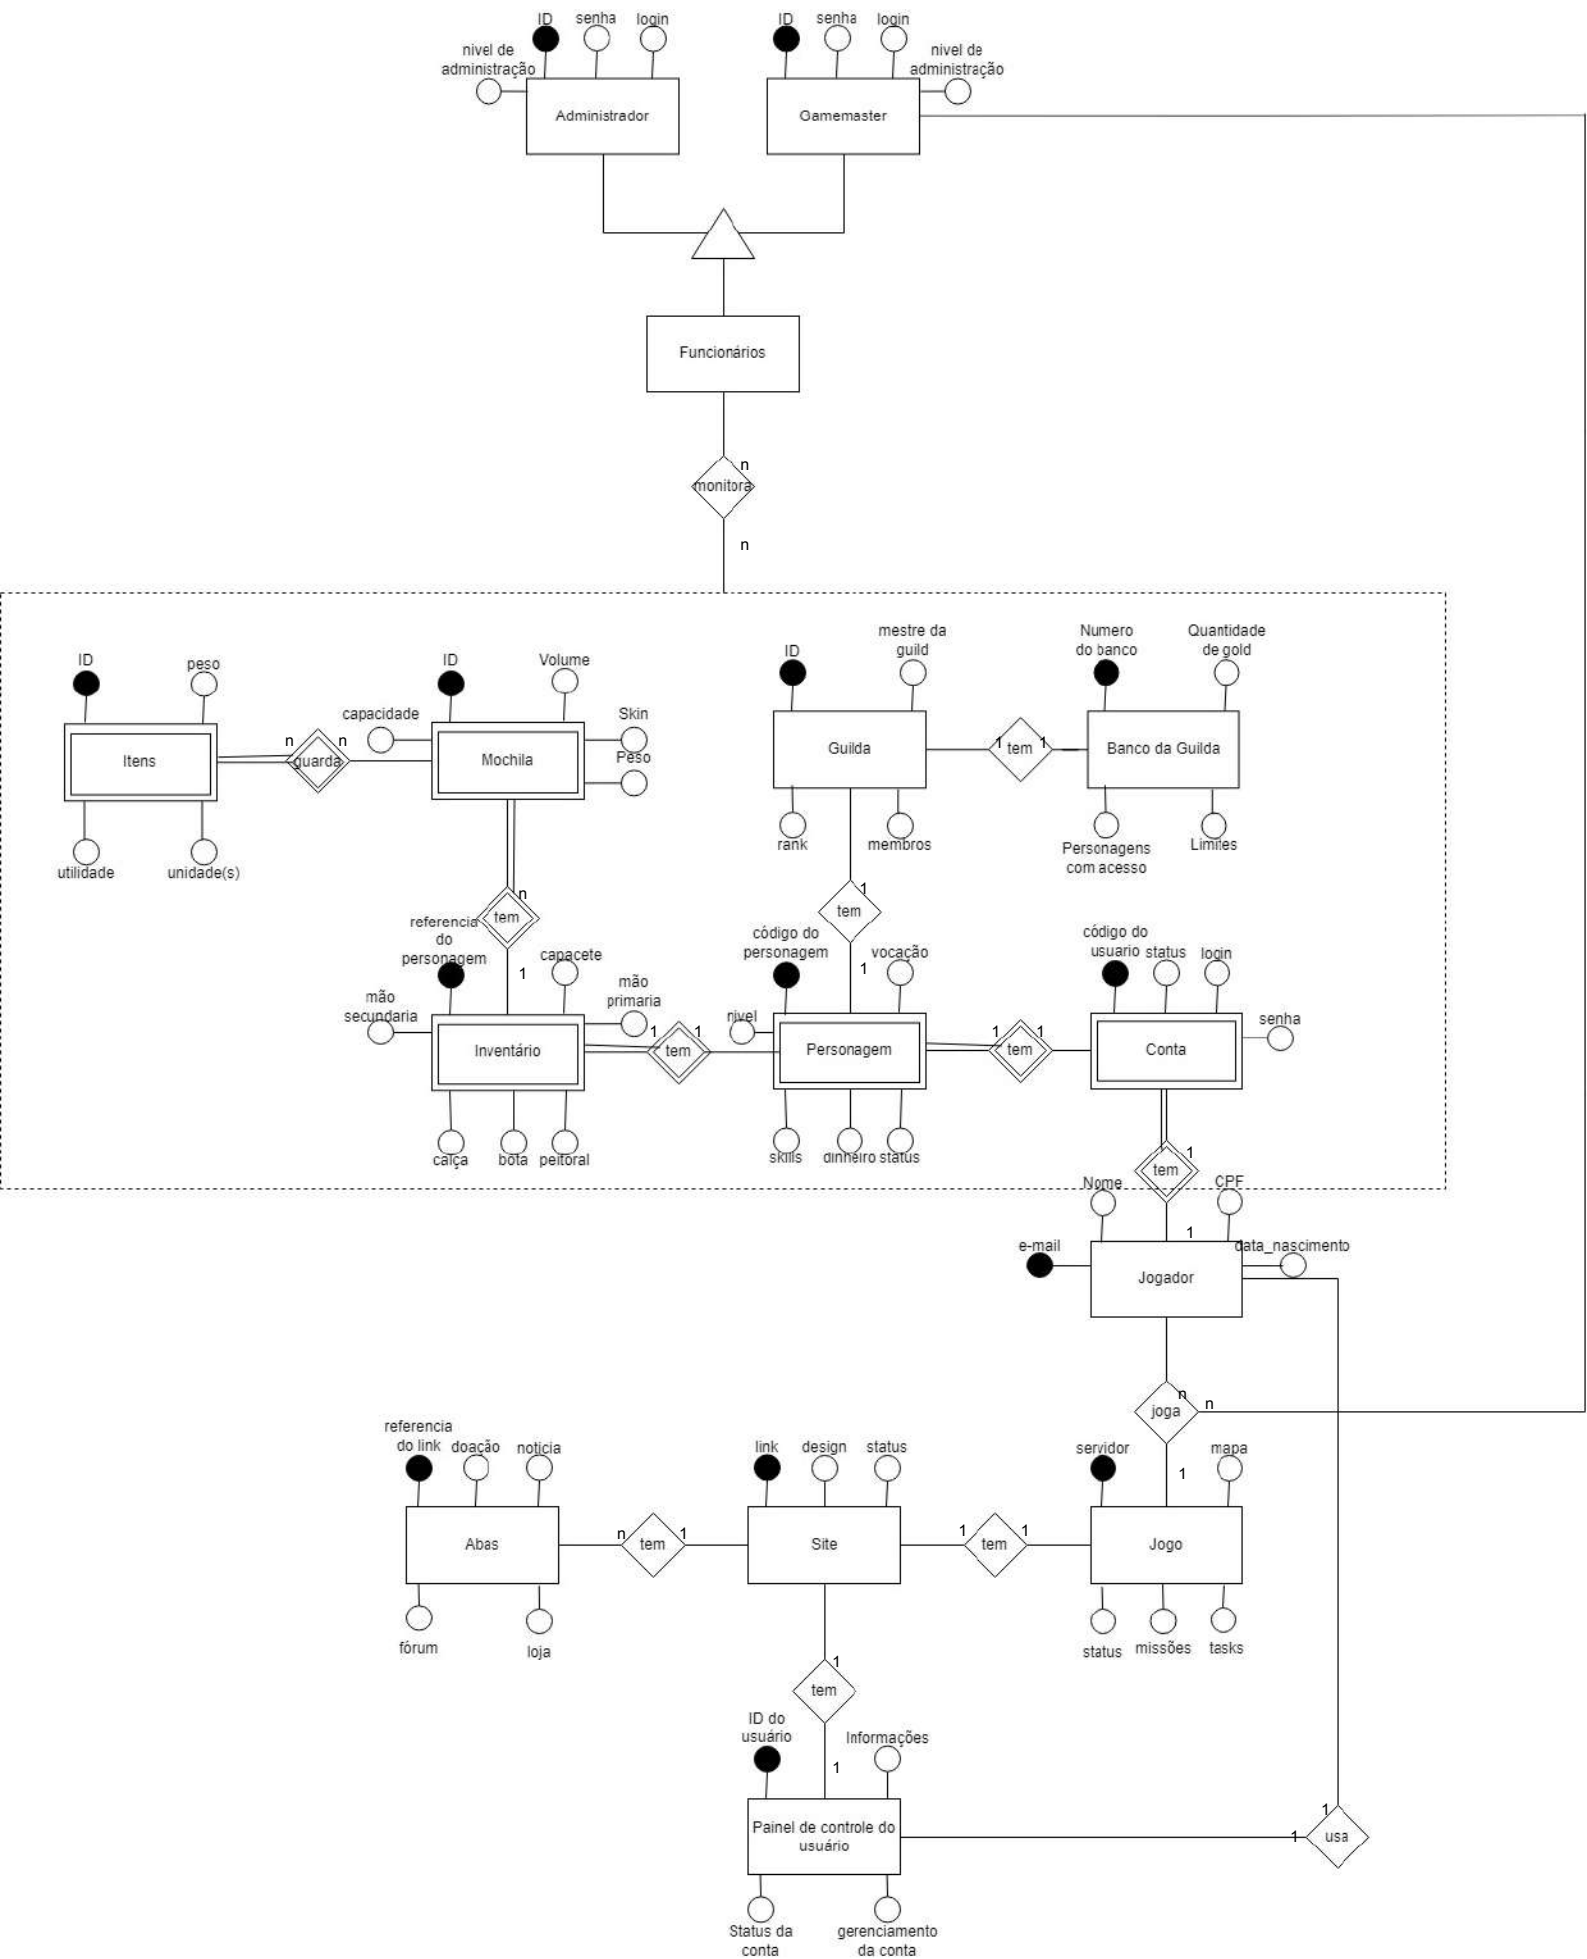 ID
senha
login
ID
senha
login
nivel de
administração
nivel de
administração
Administrador
Gamemaster
Funcionários
n
monitora
n
ID
peso
ID
Volume
ID
mestre da
guild
Numero
do banco
Quantidade
de gold
capacidade
Skin
Peso
n
n
Itens
guarda
Mochila
Guilda
1
tem
1
Banco da Guilda
utilidade
unidade(s)
rank
membros
Personagens
com acesso
Limites
n
tem
1
tem
1
referencia
do
personagem
capacete
1
código do
personagem
vocação
código do
usuario
status
login
mão
secundaria
mão
primaria
nivel
senha
Inventário
1
tem
1
Personagem
1
tem
1
Conta
calça
bota
peitoral
skills
dinheiro
status
1
tem
Nome
CPF
1
e-mail
data_nascimento
Jogador
n
joga
n
1
referencia
do link
doação
noticia
link
design
status
servidor
mapa
Abas
n
tem
1
Site
1
tem
1
Jogo
fórum
loja
status
missões
tasks
1
tem
1
ID do
usuário
Informações
Painel de controle do
usuário
1
1
usa
Status da
conta
gerenciamento
da conta